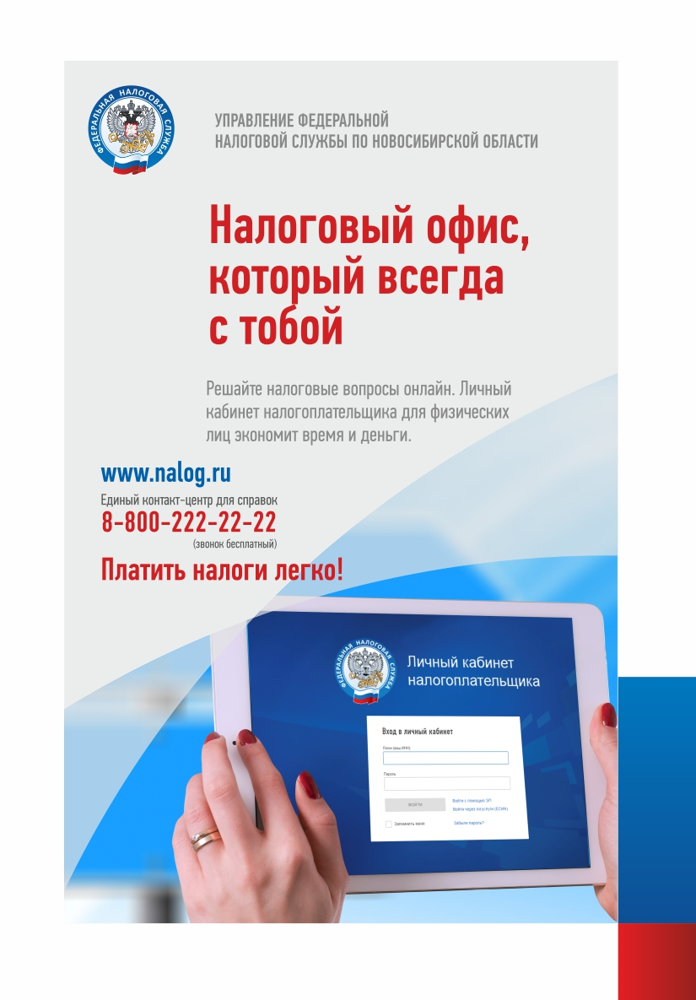 ФЕДЕРАЛЬНАЯ НАЛОГОВАЯ СЛУЖБА
УПРАВЛЕНИЕ ФЕДЕРАЛЬНОЙ
НАЛОГОВОЙ СЛУЖБЫ ПО НОВОСИБИРСКОЙ ОБЛАСТИ
Налоговый офис,
который всегда
с тобой
Решайте налоговые вопросы онлайн. Личный
кабинет налогоплательщика для физических
лиц экономит время и деньги.
www.nalog.ru
Единый контакт-центр для справок
8-800-222-22-22
(звонок бесплатный)
Платить налоги легко!
ФЕДЕРАЛЬНАЯ НАЛОГОВАЯ СЛУЖБА
Личный кабинет
налогоплательщика
Вход в личный кабинет
Логин (ваш ИНН)
Пароль
ВОЙТИ
Войти с помощью ЭП
Войти через госуслуги (ЕСИА)
Запомнить меня
Забыли пароль?